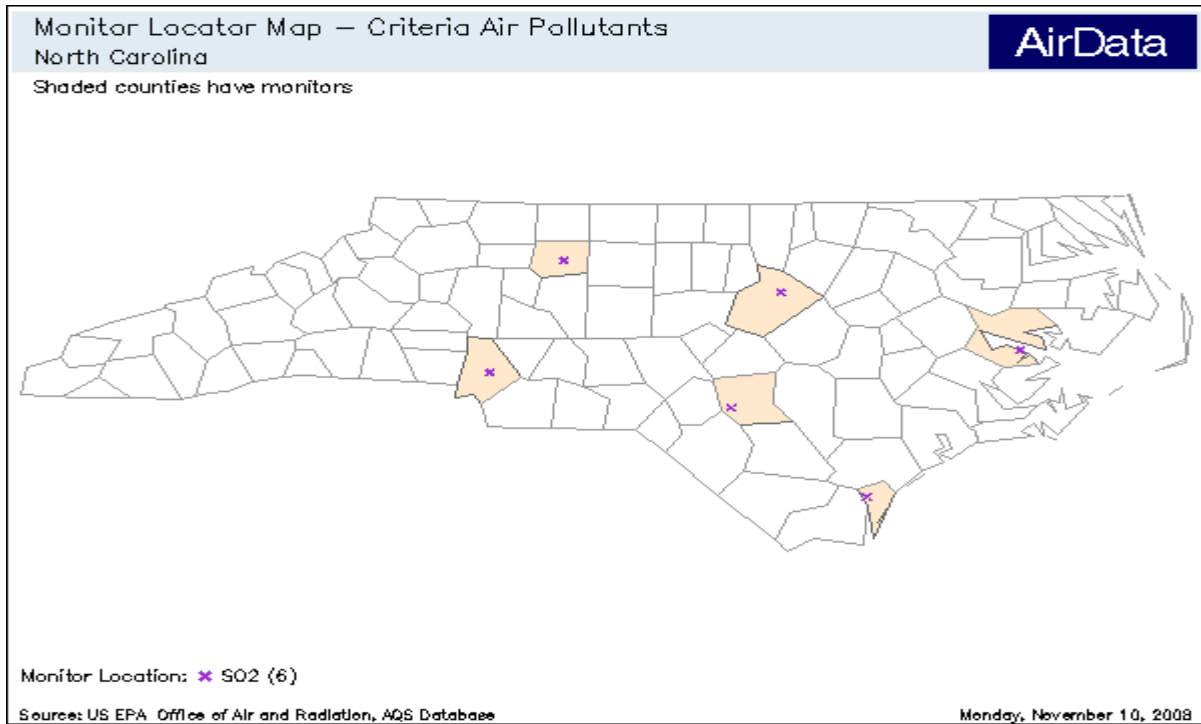 Monitor Locator Map – Criteria Air Pollutants
North Carolina
AirData
Shaded counties have monitors
Monitor Location: × SO2 (6)
Source: US EPA Office of Air and Radiation, AQS Database
Monday, November 10, 2008